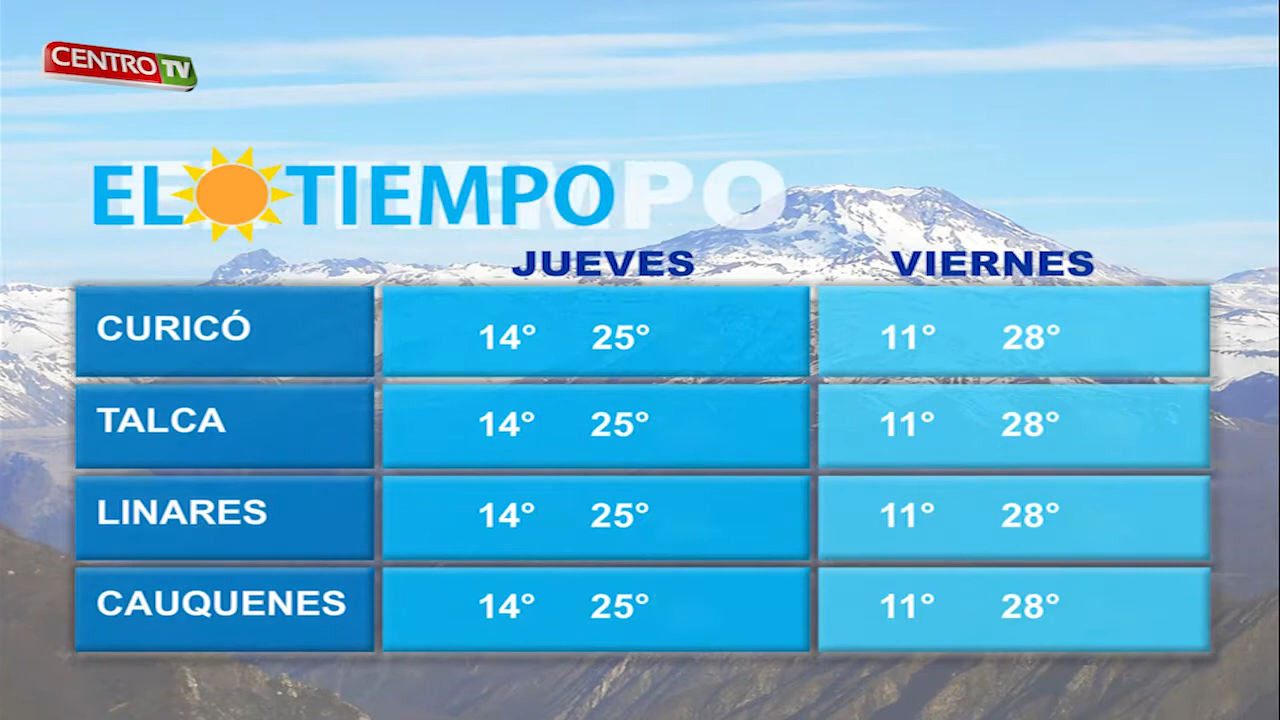 CENTRO TV
EL TIEMPO
JUEVES VIERNES
CURICÓ 14° 25° 11° 28°
TALCA 14° 25° 11° 28°
LINARES 14° 25° 11° 28°
CAUQUENES 14° 25° 11° 28°